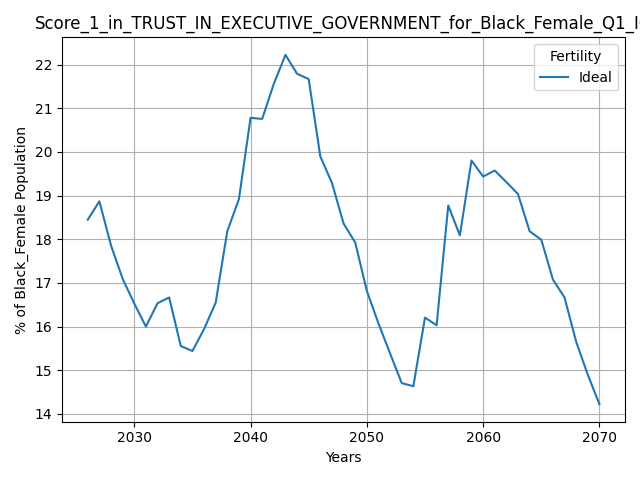 Score_1_in_TRUST_IN_EXECUTIVE_GOVERNMENT_for_Black_Female_Q1_I
Fertility
Ideal
% of Black_Female Population
22
21
20
19
18
17
16
15
14
2030 2040 2050 2060 2070
Years